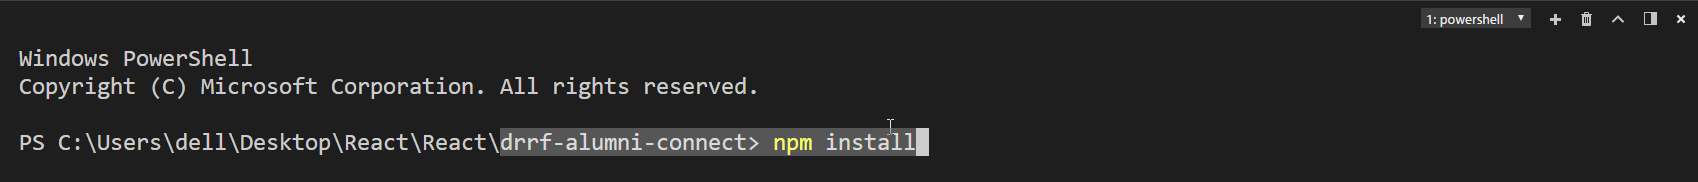 1: powershell
Windows PowerShell
Copyright (C) Microsoft Corporation. All rights reserved.
PS C:\Users\dell\Desktop\React\React\drrf-alumni-connect> npm install